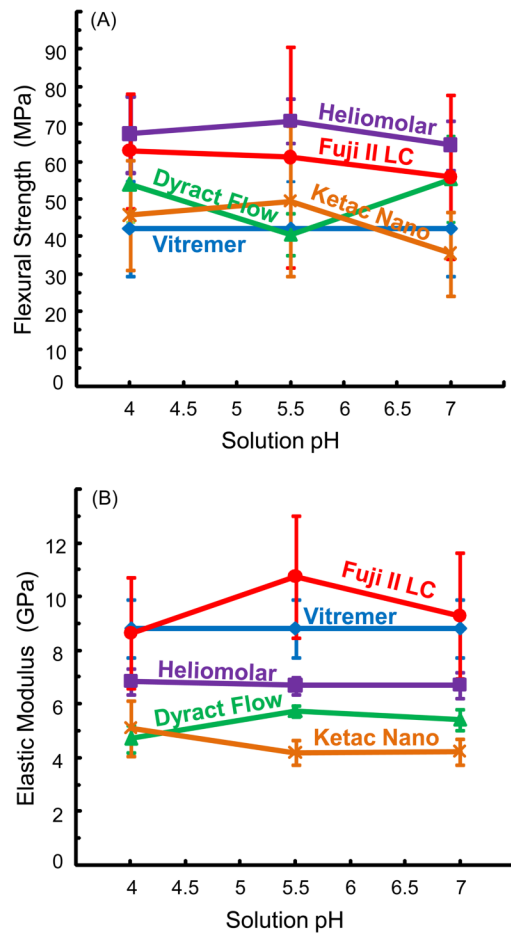 (A)
Flexural Strength (MPa)
90
80
70
60
50
40
30
20
10
0
Heliomolar
Fuji II LC
Dyract Flow
Ketac Nano
Vitremer
4 4.5 5 5.5 6 6.5 7
Solution pH
(B)
Elastic Modulus (GPa)
12
10
8
6
4
2
0
Fuji II LC
Vitremer
Heliomolar
Dyract Flow
Ketac Nano
4 4.5 5 5.5 6 6.5 7
Solution pH